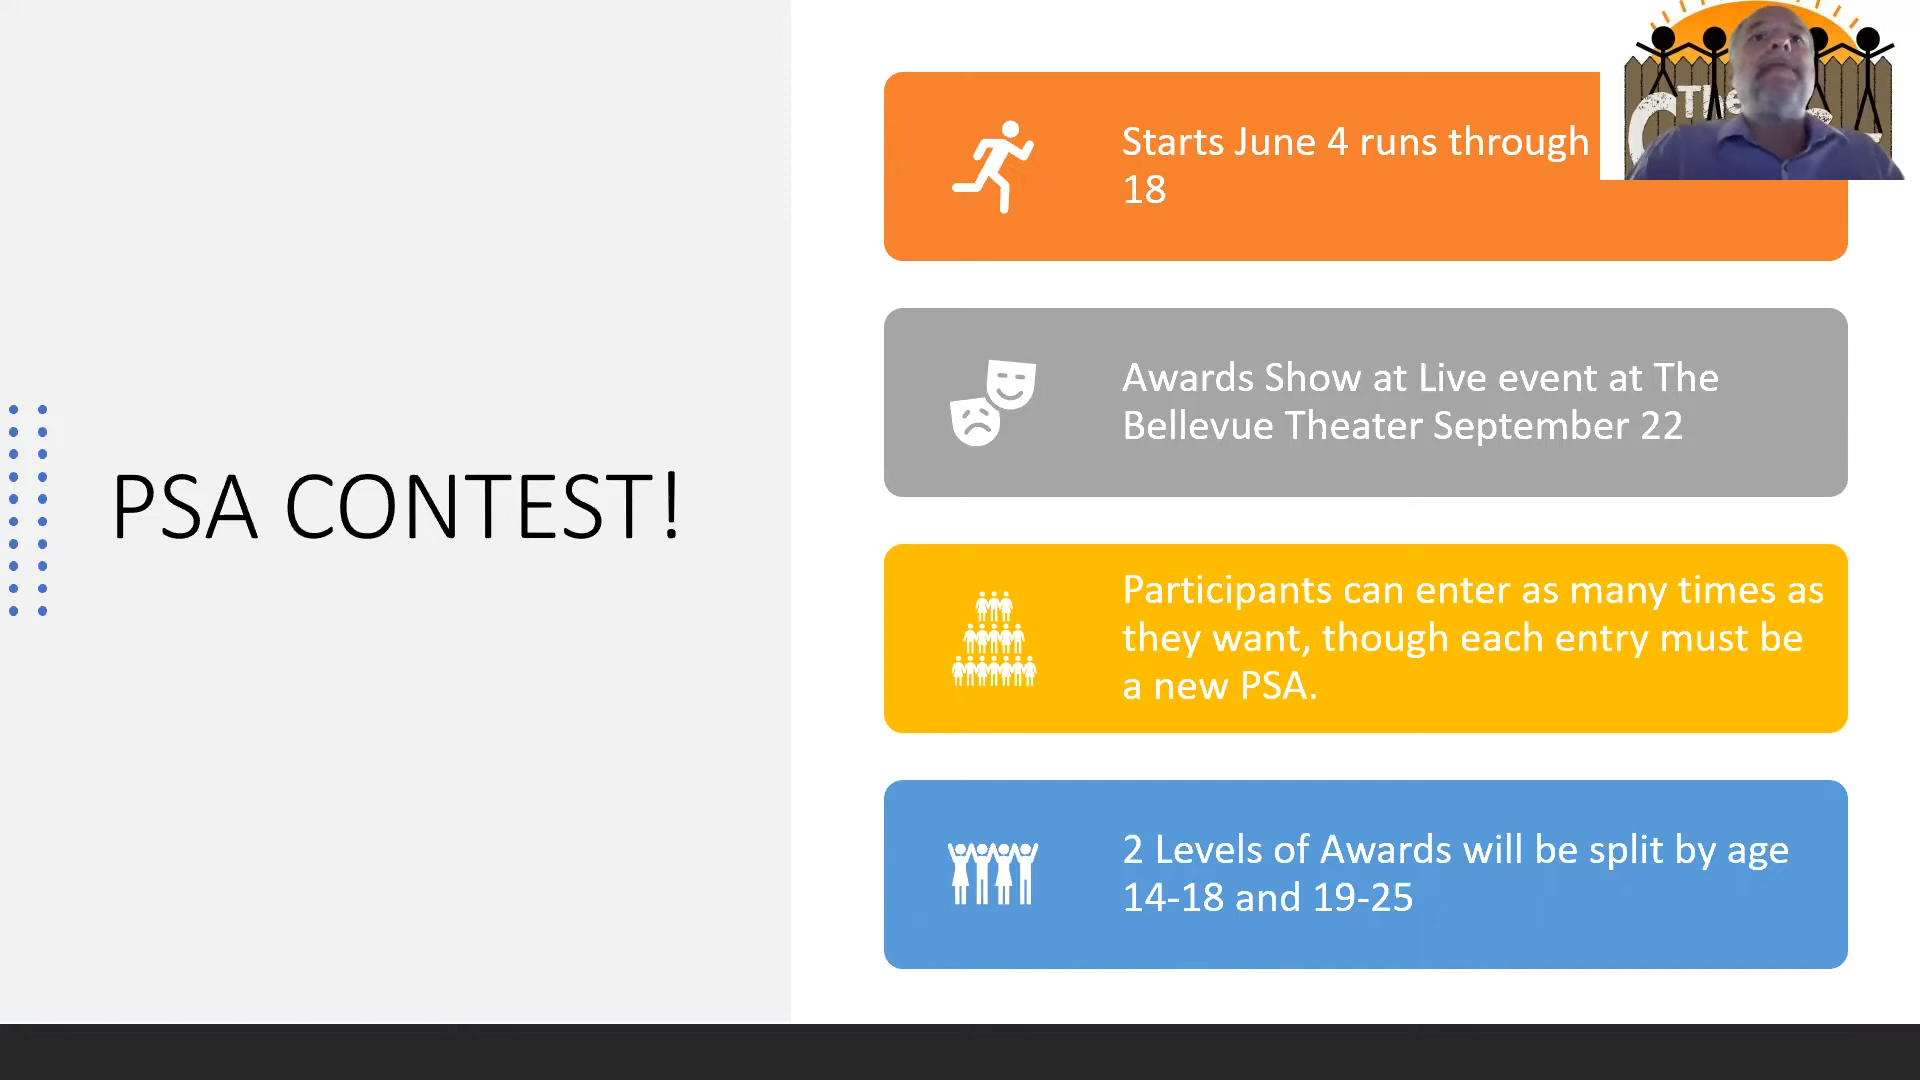 PSA CONTEST!
Starts June 4 runs through
18
Awards Show at Live event at The
Bellevue Theater September 22
Participants can enter as many times as
they want, though each entry must be
a new PSA.
2 Levels of Awards will be split by age
14-18 and 19-25
The